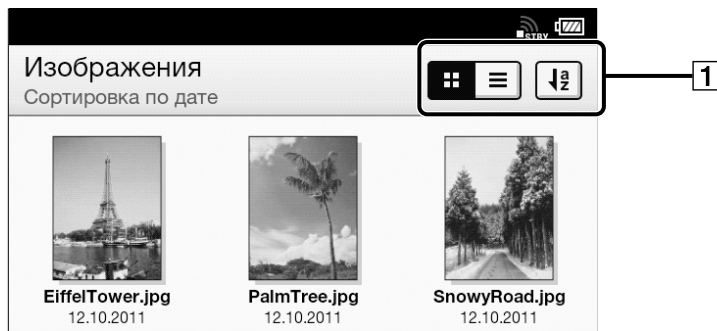 STBY
Изображения
Сортировка по дате
a
z
1
EiffelTower.jpg PalmTree.jpg SnowyRoad.jpg
12.10.2011 12.10.2011 12.10.2011